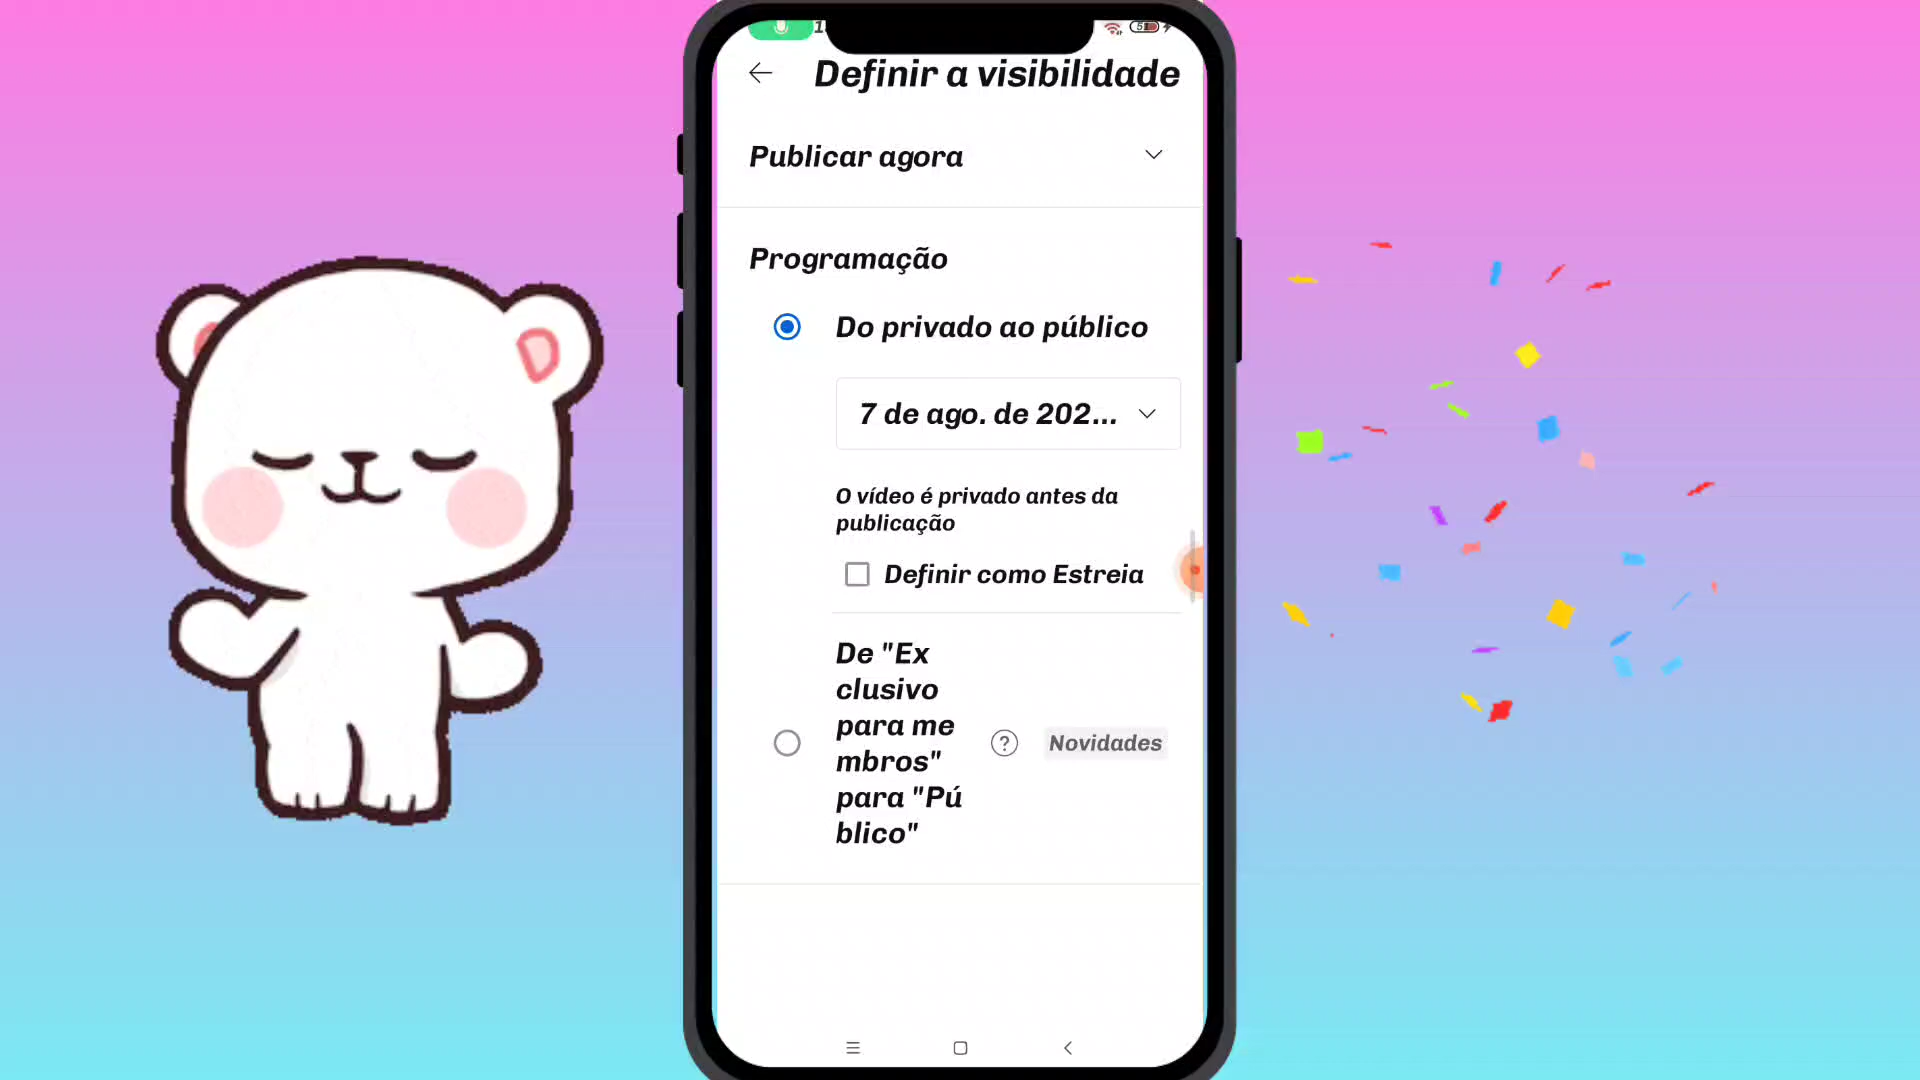 Definir a visibilidade
Publicar agora
Programação
Do privado ao público
7 de ago. de 202...
O vídeo é privado antes da
publicação
Definir como Estreia
De "Ex
clusivo
para me
mbros"
para "Pú
blico"
Novidades